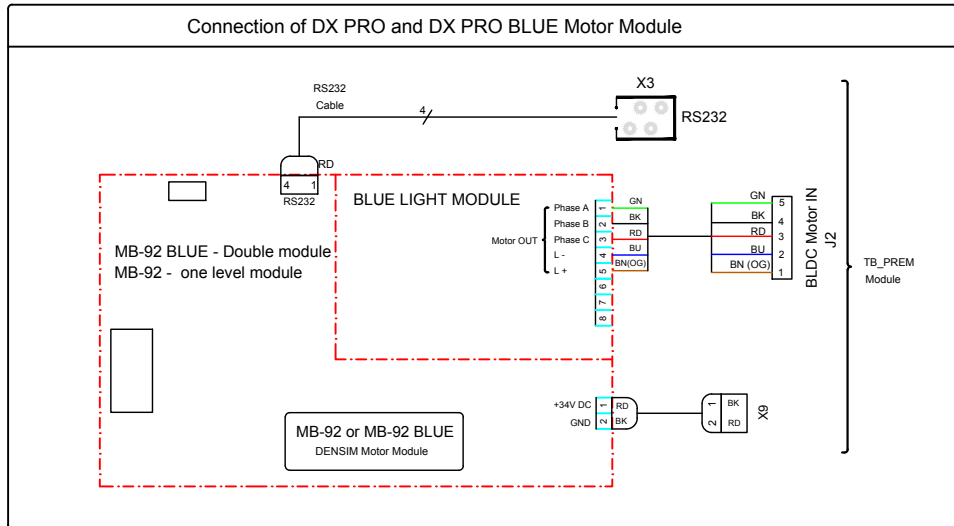 Connection of DX PRO and DX PRO BLUE Motor Module
RS232
Cable
4
X3
RS232
RD
4 1
RS232
BLUE LIGHT MODULE
MB-92 BLUE - Double module
MB-92 - one level module
Motor OUT
Phase A 1 GN
Phase B 2 BK
Phase C 3 RD
L - 4 BU
L + 5 BN(OG)
6
7
8
GN 5
BK 4
RD 3
BU 2
BN (OG) 1
BLDC Motor IN
J2
TB_PREM
Module
+34V DC 1 RD
GND 2 BK
1 BK
2 RD
X9
MB-92 or MB-92 BLUE
DENSIM Motor Module